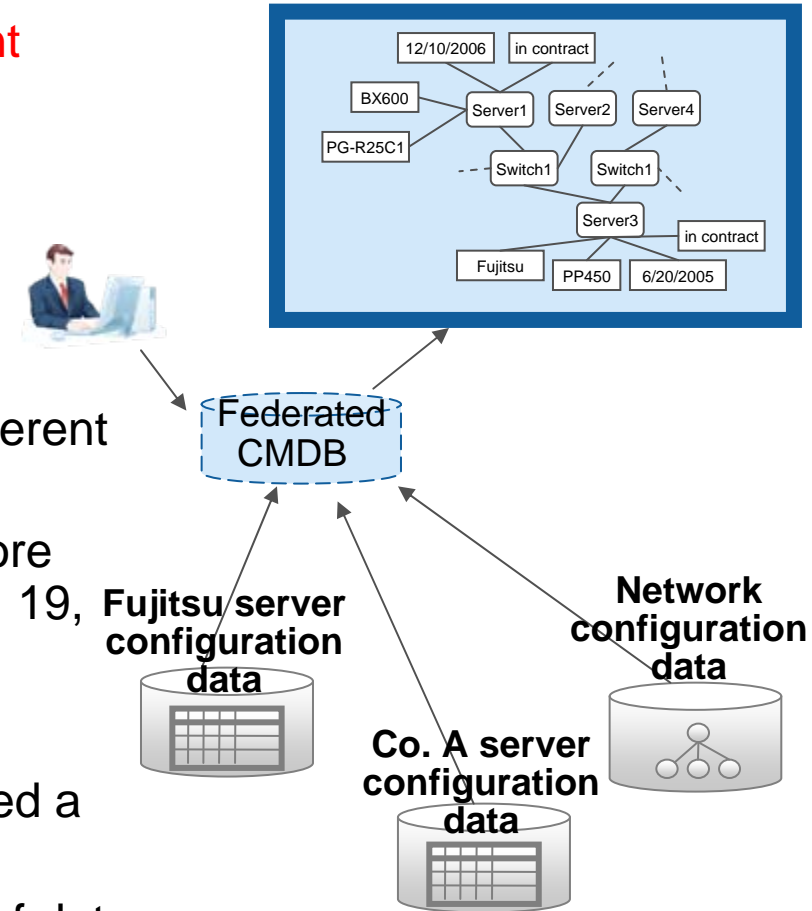 nt
12/10/2006
in contract
BX600
Server1
Server2
Server4
PG-R25C1
Switch1
Switch1
Server3
in contract
Fujitsu
PP450
6/20/2005
Federated
CMDB
erent
ore
19,
Fujitsu server
configuration
data
Network
configuration
data
Co. A server
configuration
data
ed a